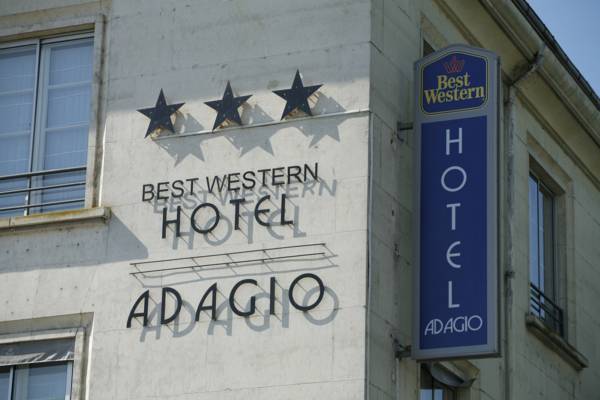 BEST WESTERN
HOTEL
ADAGIO
Best
Western
HOTEL
ADAGIO